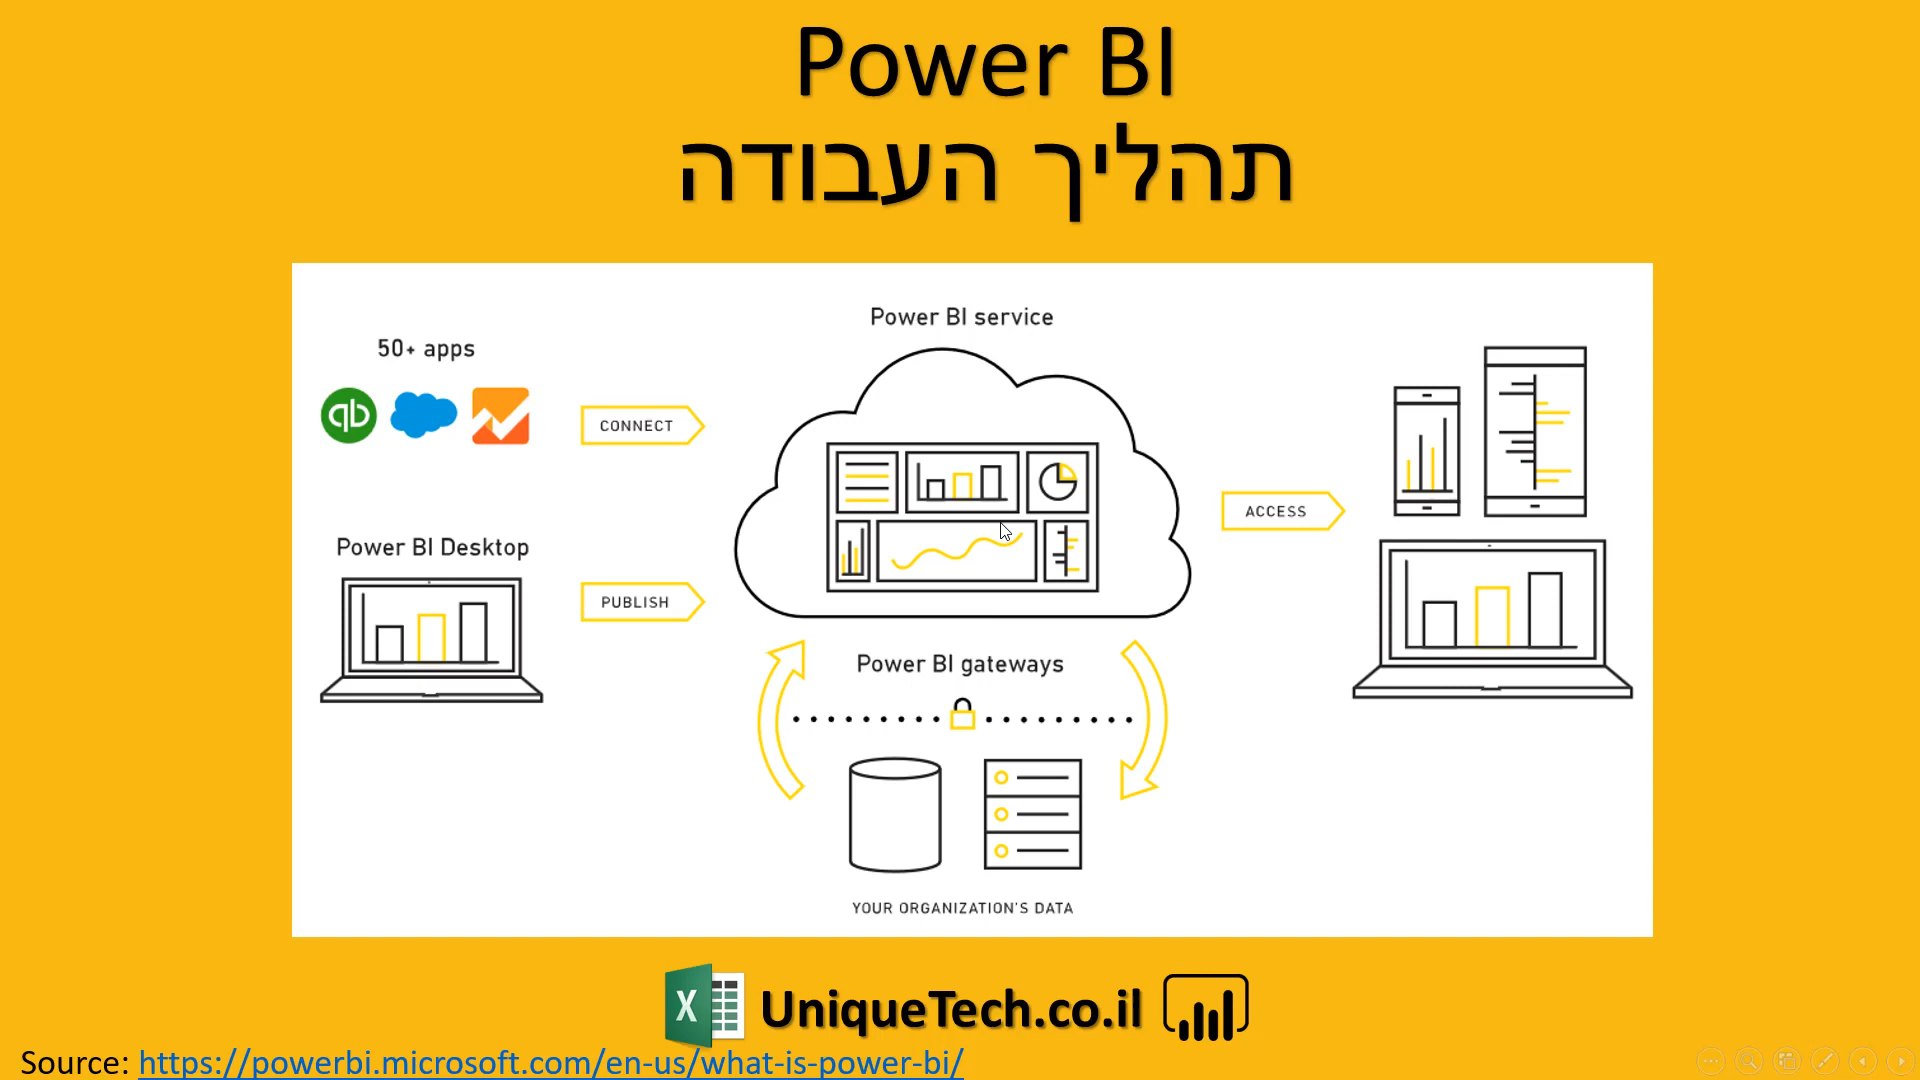 Power BI
תהליך העבודה
Power BI service
50+ apps
qb
CONNECT
ACCESS
Power BI Desktop
PUBLISH
Power BI gateways
YOUR ORGANIZATION'S DATA
X
UniqueTech.co.il
Source: https://powerbi.microsoft.com/en-us/what-is-power-bi/